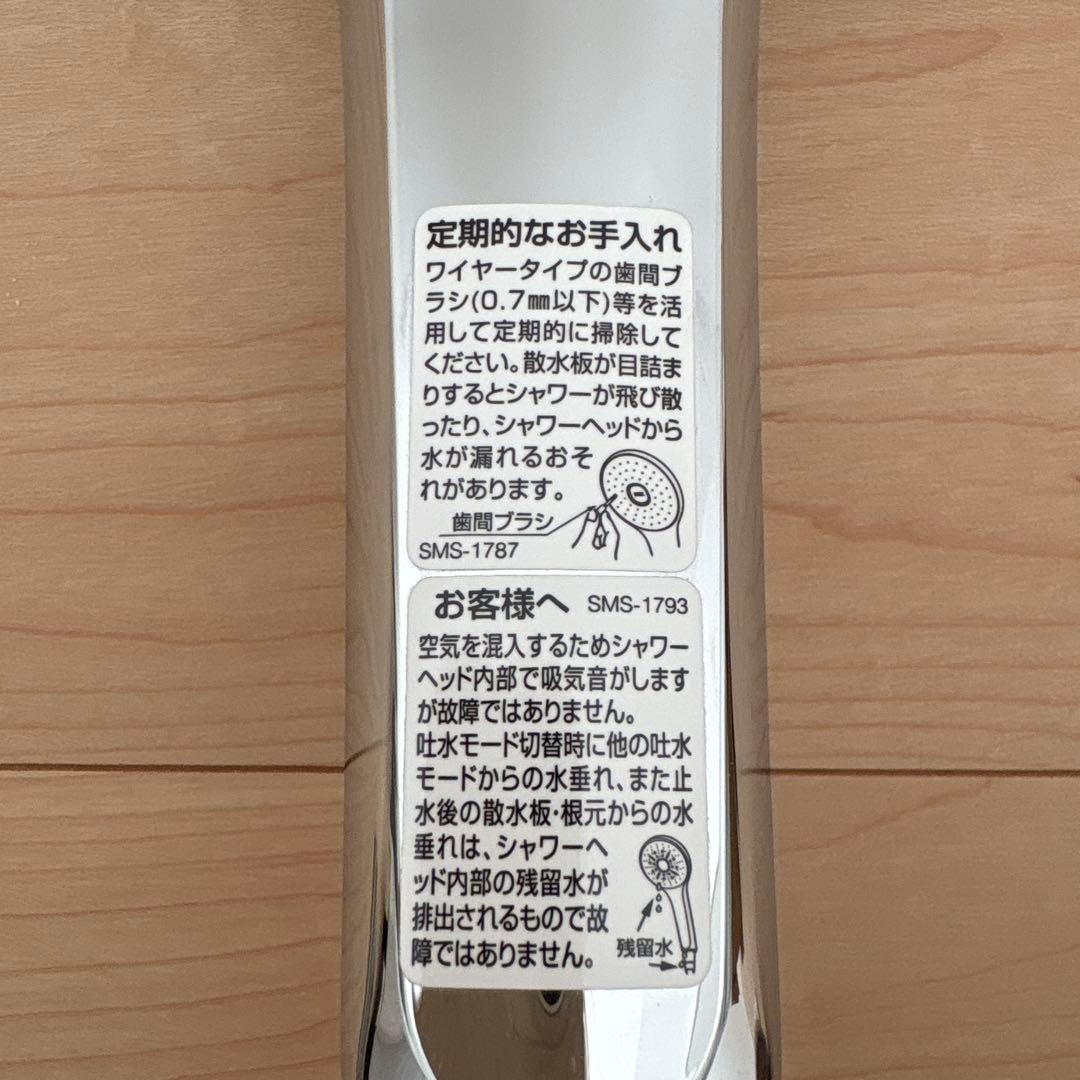 定期的なお手入れ
ワイヤータイプの歯間ブ
ラシ(0.7㎜以下)等を活
用して定期的に掃除して
ください。散水板が目詰ま
りするとシャワーが飛び散
ったり、シャワーヘッドから
水が漏れるおそ
れがあります。
歯間ブラシ
SMS-1787
お客様へ SMS-1793
空気を混入するためシャワー
ヘッド内部で吸気音がします
が故障ではありません。
吐水モード切替時に他の吐水
モードからの水垂れ、また止
水後の散水板・根元からの水
垂れは、シャワーヘ
ッド内部の残留水が
排出されるもので故
障ではありません。
残留水